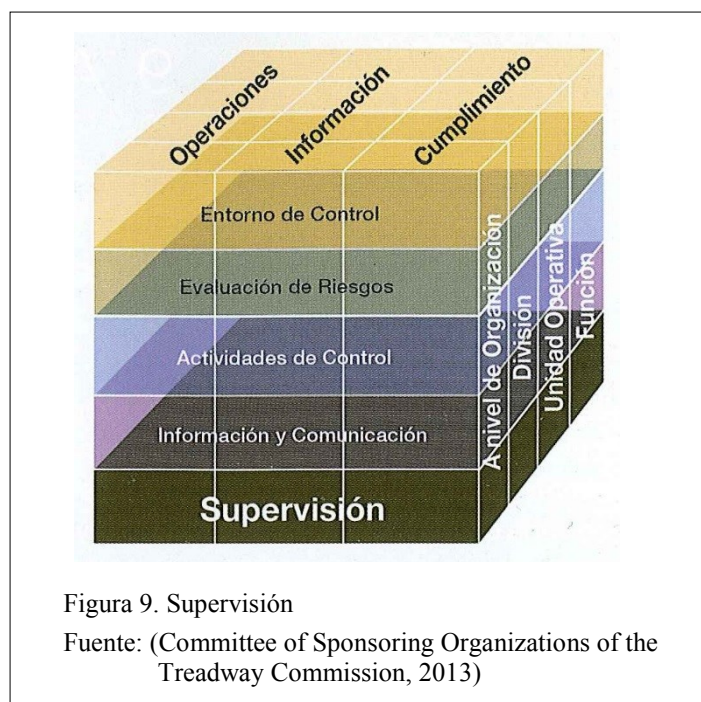 Operaciones
Información
Cumplimiento
Entorno de Control
Evaluación de Riesgos
Actividades de Control
Información y Comunicación
Supervisión
A nivel de Organización
División
Unidad Operativa
Función
Figura 9. Supervisión
Fuente: (Committee of Sponsoring Organizations of the
Treadway Commission, 2013)